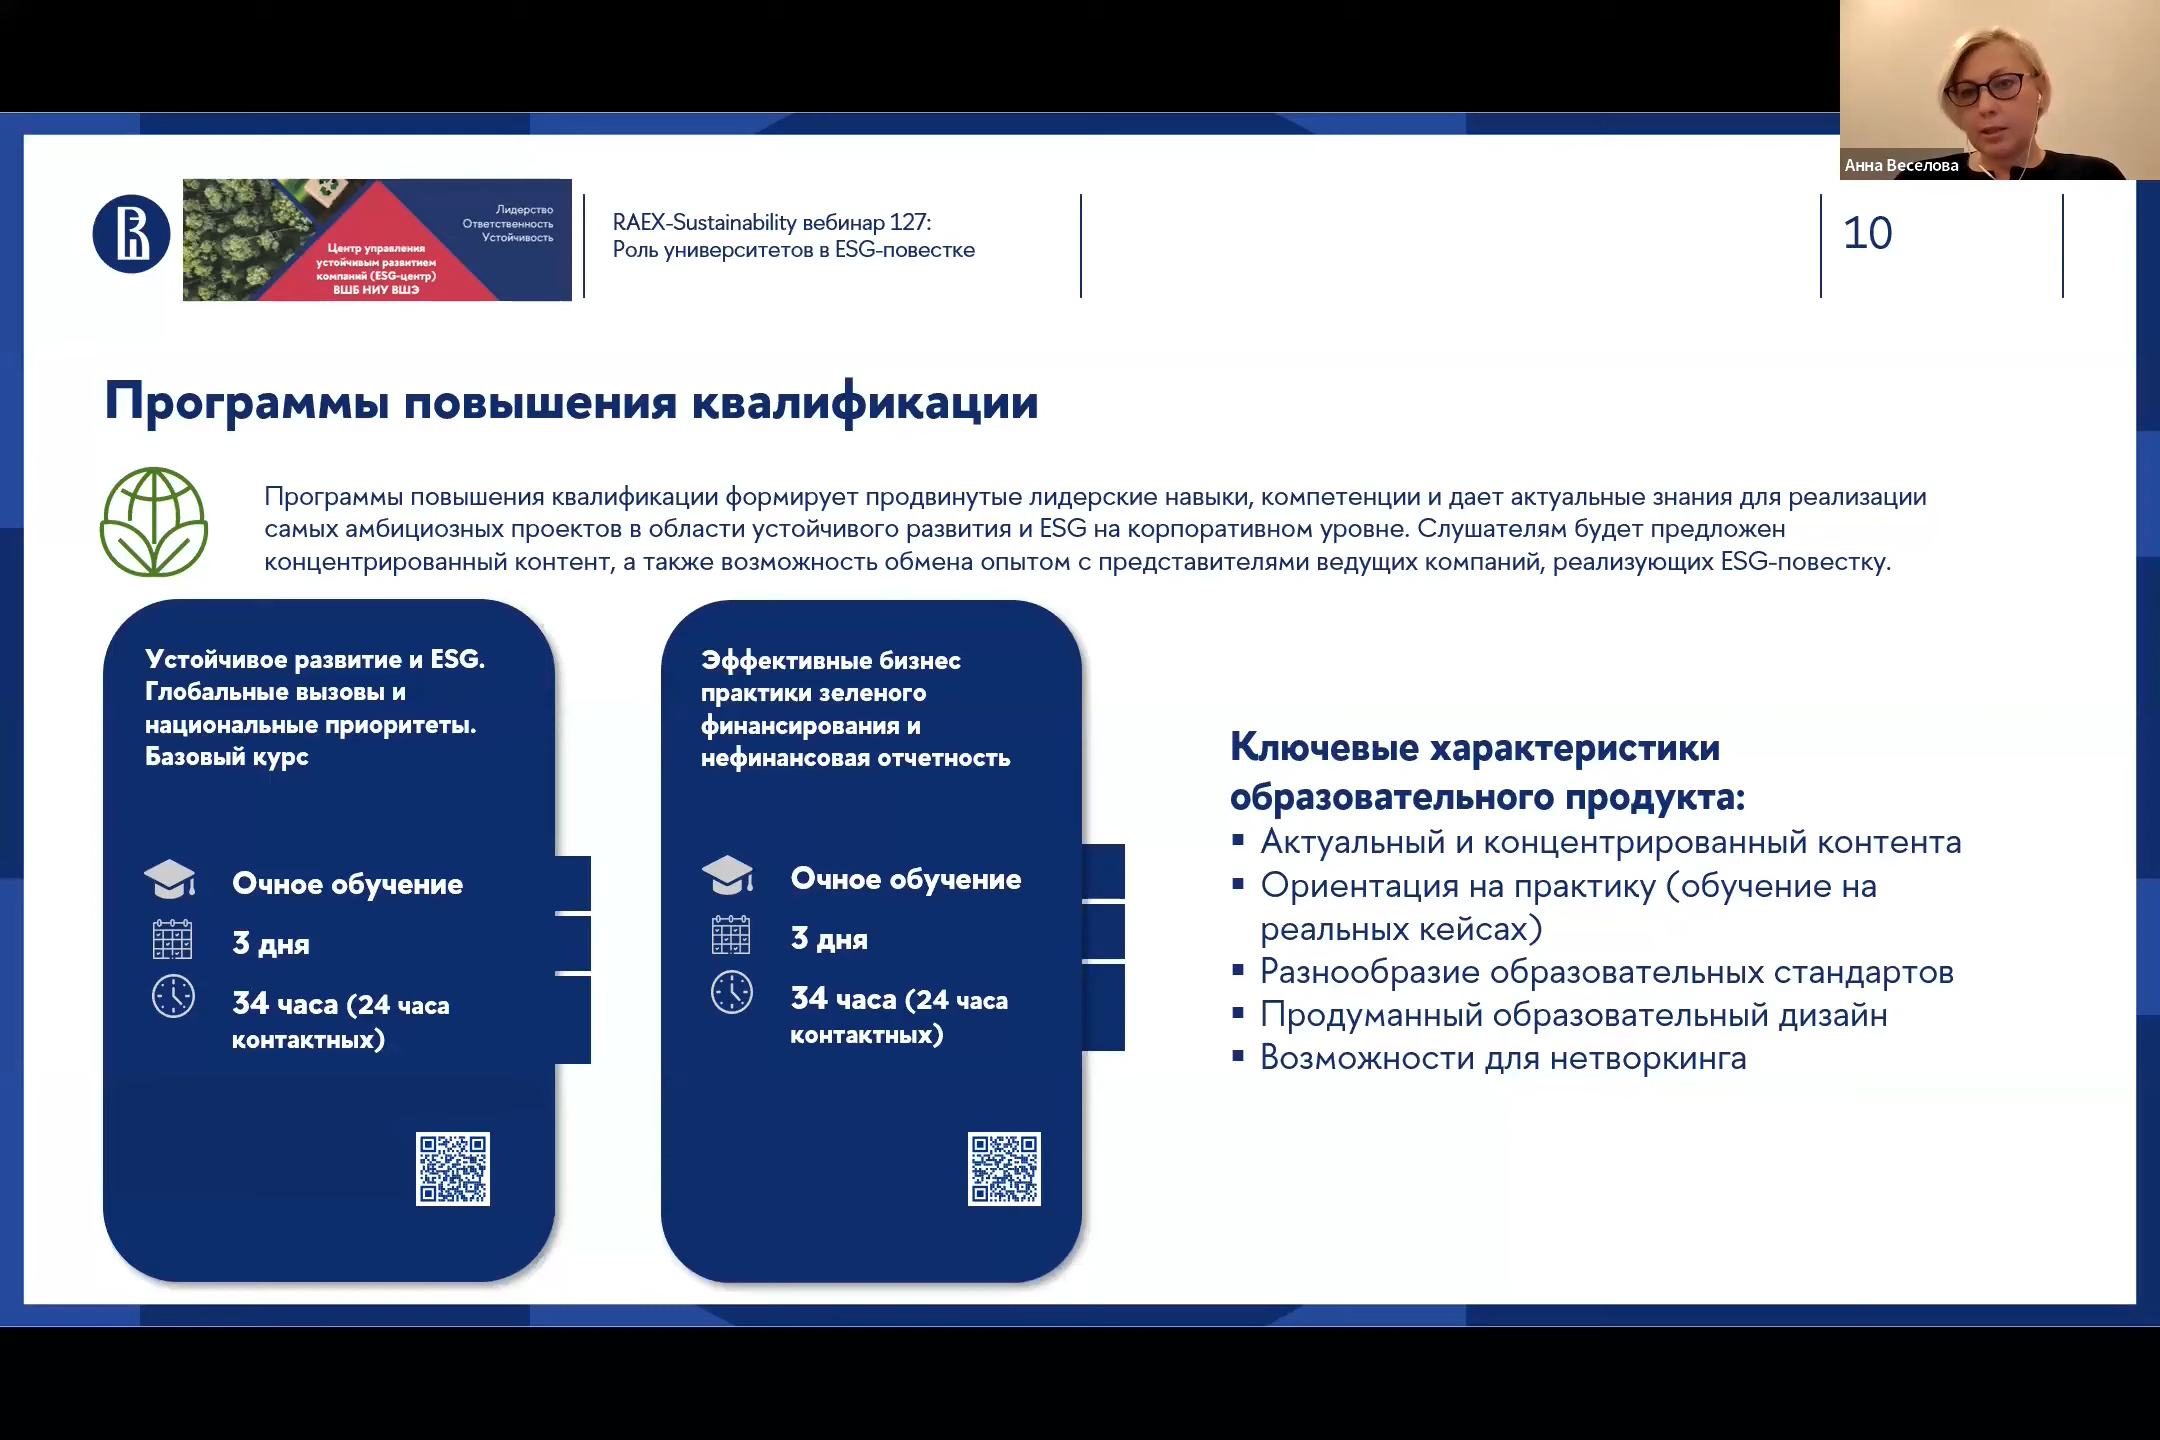 Анна Веселова
Лидерство
Ответственность
Устойчивость
Центр управления
устойчивым развитием
компаний (ESG-центр)
ВШБ НИУ ВШЭ
RAEX-Sustainability вебинар 127:
Роль университетов в ESG-повестке
10
Программы повышения квалификации
Программы повышения квалификации формирует продвинутые лидерские навыки, компетенции и дает актуальные знания для реализации
самых амбициозных проектов в области устойчивого развития и ESG на корпоративном уровне. Слушателям будет предложен
концентрированный контент, а также возможность обмена опытом с представителями ведущих компаний, реализующих ESG-повестку.
Устойчивое развитие и ESG.
Глобальные вызовы и
национальные приоритеты.
Базовый курс
Очное обучение
3 дня
34 часа (24 часа
контактных)
Эффективные бизнес
практики зеленого
финансирования и
нефинансовая отчетность
Очное обучение
3 дня
34 часа (24 часа
контактных)
Ключевые характеристики
образовательного продукта:
▪ Актуальный и концентрированный контента
▪ Ориентация на практику (обучение на
реальных кейсах)
▪ Разнообразие образовательных стандартов
▪ Продуманный образовательный дизайн
▪ Возможности для нетворкинга